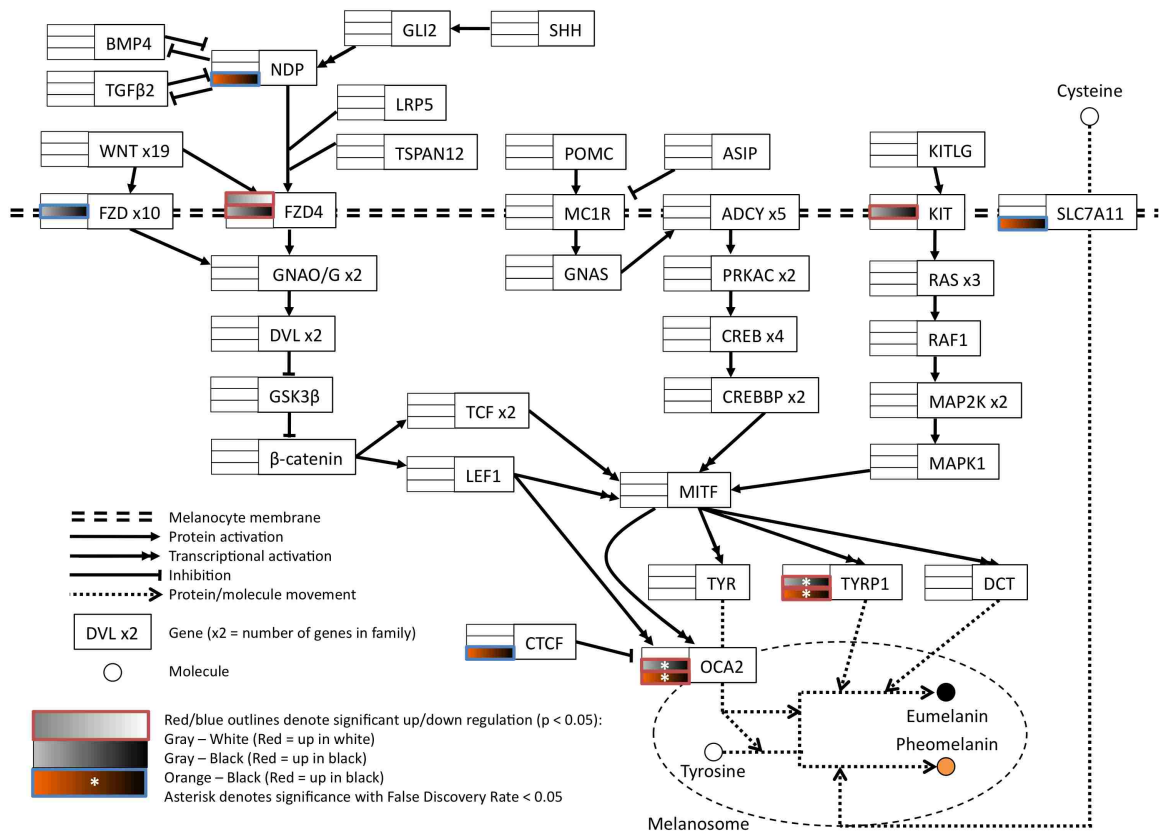 BMP4
GLI2
SHH
NDP
TGFβ2
LRP5
Cysteine
WNT x19
TSPAN12
POMC
ASIP
KITLG
FZD x10
FZD4
MC1R
ADCY x5
KIT
SLC7A11
GNAO/G x2
GNAS
PRKAC x2
RAS x3
DVL x2
CREB x4
RAF1
GSK3β
TCF x2
CREBBP x2
MAP2K x2
β-catenin
LEF1
MITF
MAPK1
Melanocyte membrane
Protein activation
Transcriptional activation
Inhibition
Protein/molecule movement
TYR
* TYRP1
*
DCT
DVL x2
Gene (x2 = number of genes in family)
CTCF
* OCA2
*
Molecule
Eumelanin
Pheomelanin
Tyrosine
Melanosome
Red/blue outlines denote significant up/down regulation (p < 0.05):
Gray – White (Red = up in white)
Gray – Black (Red = up in black)
* Orange – Black (Red = up in black)
Asterisk denotes significance with False Discovery Rate < 0.05